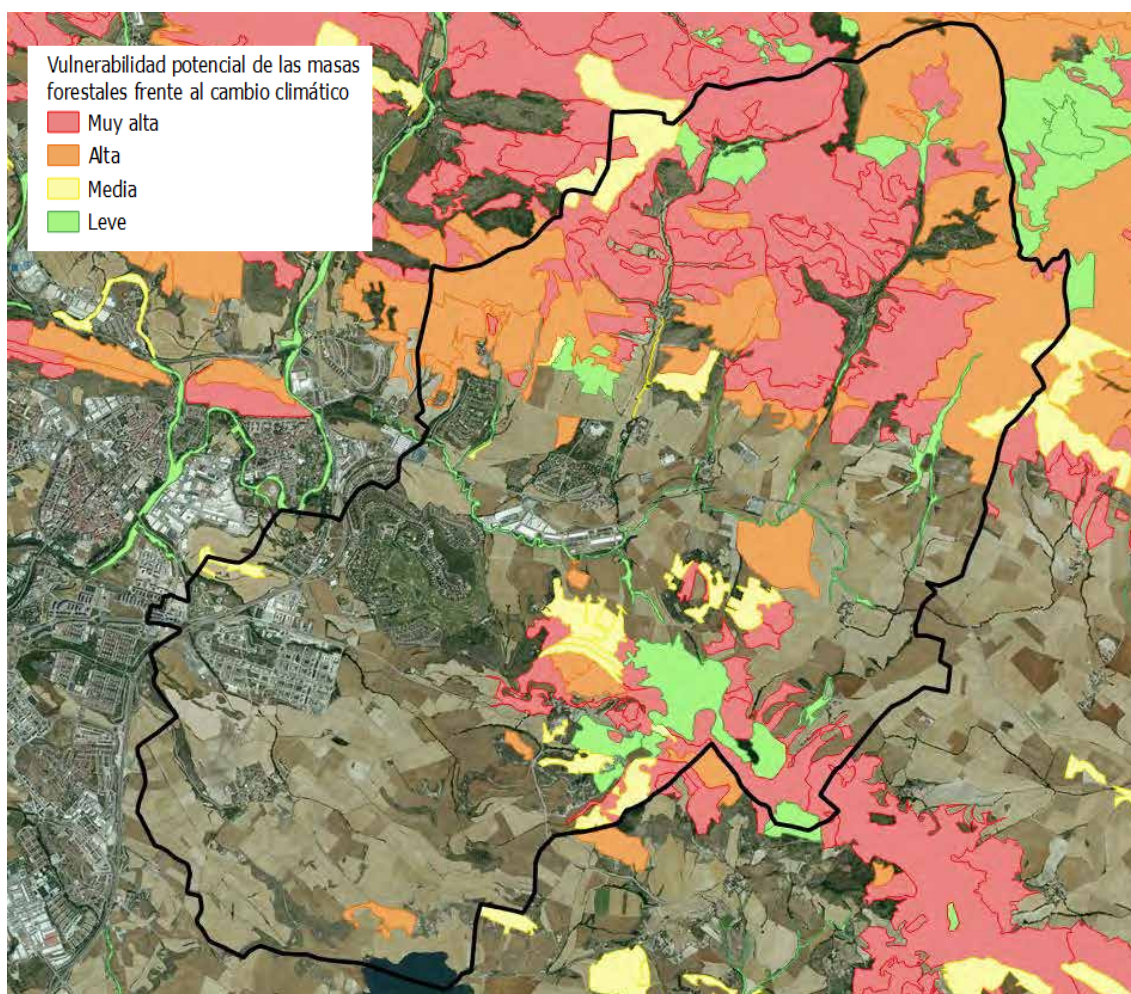 Vulnerabilidad potencial de las masas
forestales frente al cambio climático
Muy alta
Alta
Media
Leve